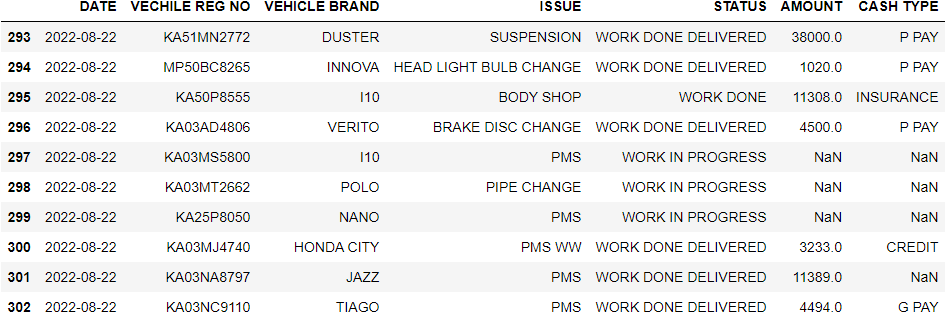 DATE VECHILE REG NO VEHICLE BRAND ISSUE STATUS AMOUNT CASH TYPE
293 2022-08-22 KA51MN2772 DUSTER SUSPENSION WORK DONE DELIVERED 38000.0 P PAY
294 2022-08-22 MP50BC8265 INNOVA HEAD LIGHT BULB CHANGE WORK DONE DELIVERED 1020.0 P PAY
295 2022-08-22 KA50P8555 I10 BODY SHOP WORK DONE 11308.0 INSURANCE
296 2022-08-22 KA03AD4806 VERITO BRAKE DISC CHANGE WORK DONE DELIVERED 4500.0 P PAY
297 2022-08-22 KA03MS5800 I10 PMS WORK IN PROGRESS NaN NaN
298 2022-08-22 KA03MT2662 POLO PIPE CHANGE WORK IN PROGRESS NaN NaN
299 2022-08-22 KA25P8050 NANO PMS WORK IN PROGRESS NaN NaN
300 2022-08-22 KA03MJ4740 HONDA CITY PMS WW WORK DONE DELIVERED 3233.0 CREDIT
301 2022-08-22 KA03NA8797 JAZZ PMS WORK DONE DELIVERED 11389.0 NaN
302 2022-08-22 KA03NC9110 TIAGO PMS WORK DONE DELIVERED 4494.0 G PAY